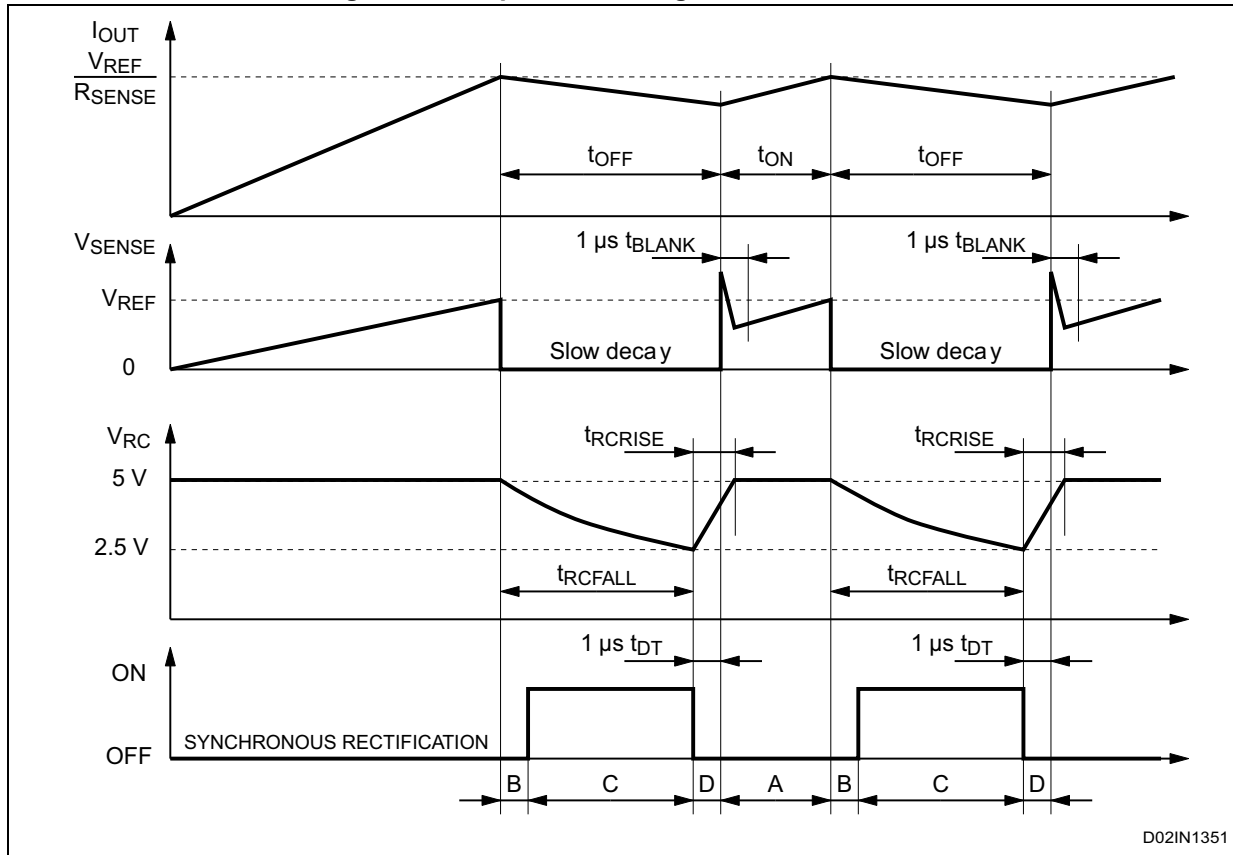 IOUT
VREF
RSENSE
tOFF
tON
tOFF
VSENSE
1 µs tBLANK
1 µs tBLANK
VREF
Slow decay
Slow decay
0
VRC
tRCRISE
tRCRISE
5 V
2.5 V
tRCFALL
tRCFALL
1 µs tDT
1 µs tDT
ON
SYNCHRONOUS RECTIFICATION
OFF
B
C
D
A
B
C
D
D02IN1351